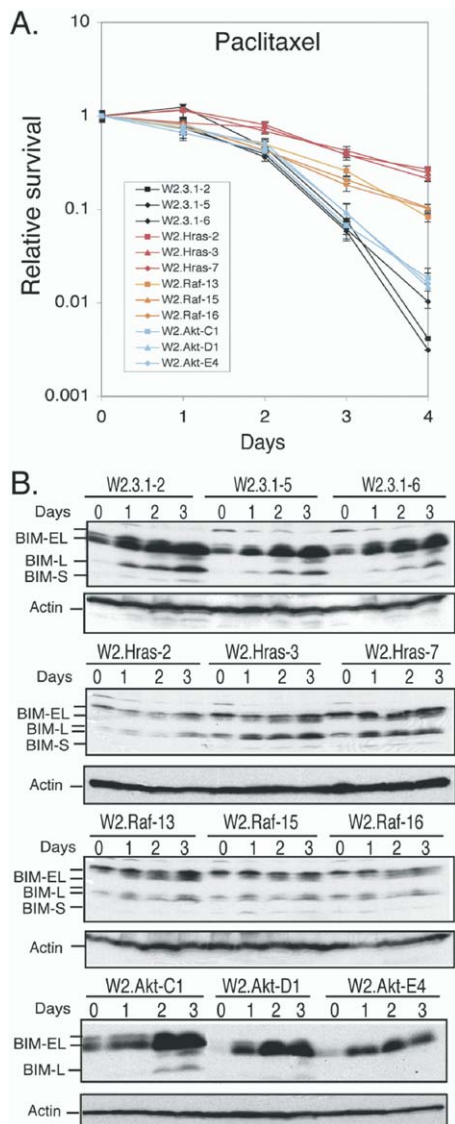 A.
Paclitaxel
Relative survival
10
1
0.1
0.01
0.001
W2.3.1-2
W2.3.1-5
W2.3.1-6
W2.Hras-2
W2.Hras-3
W2.Hras-7
W2.Raf-13
W2.Raf-15
W2.Raf-16
W2.Akt-C1
W2.Akt-D1
W2.Akt-E4
0 1 2 3 4
Days
B.
W2.3.1-2 W2.3.1-5 W2.3.1-6
Days 0 1 2 3 0 1 2 3 0 1 2 3
BIM-EL
BIM-L
BIM-S
Actin
W2.Hras-2 W2.Hras-3 W2.Hras-7
Days 0 1 2 3 0 1 2 3 0 1 2 3
BIM-EL
BIM-L
BIM-S
Actin
W2.Raf-13 W2.Raf-15 W2.Raf-16
Days 0 1 2 3 0 1 2 3 0 1 2 3
BIM-EL
BIM-L
BIM-S
Actin
W2.Akt-C1 W2.Akt-D1 W2.Akt-E4
Days 0 1 2 3 0 1 2 3 0 1 2 3
BIM-EL
BIM-L
Actin